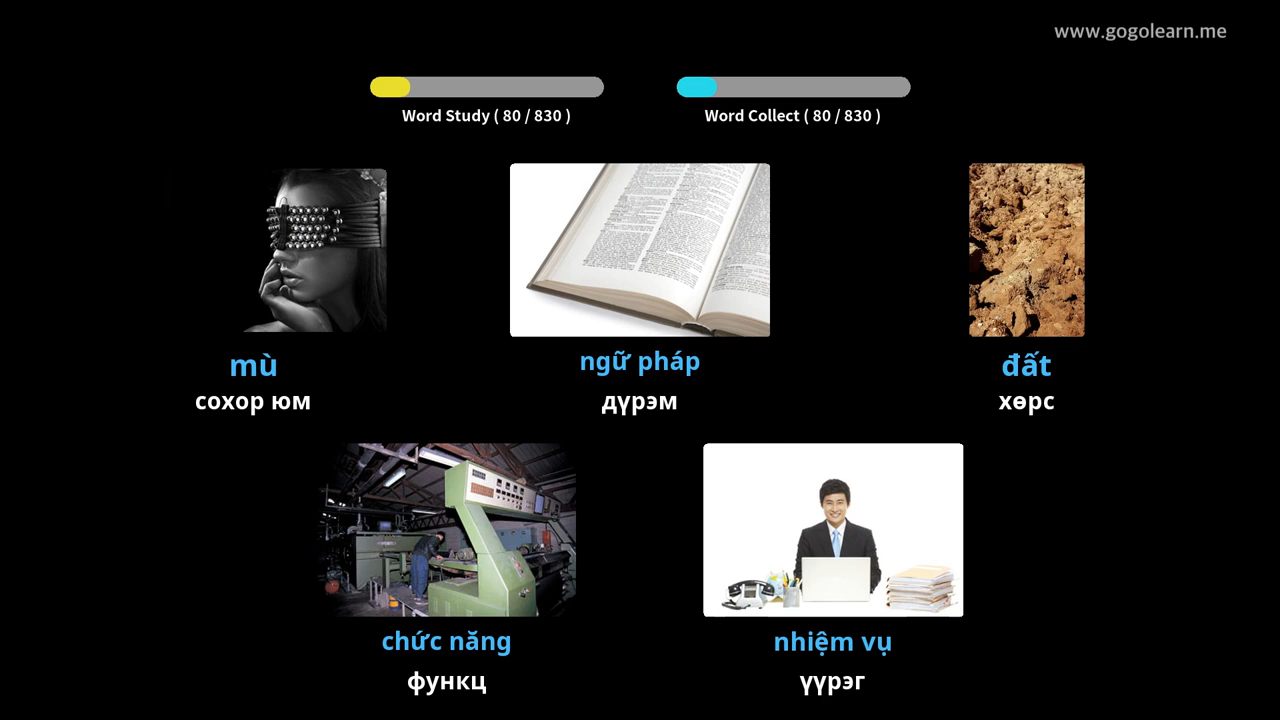 www.gogolearn.me
Word Study ( 80 / 830 )
Word Collect ( 80 / 830 )
mù
сохор юм
ngữ pháp
дүрэм
đất
хөрс
chức năng
функц
nhiệm vụ
үүрэг